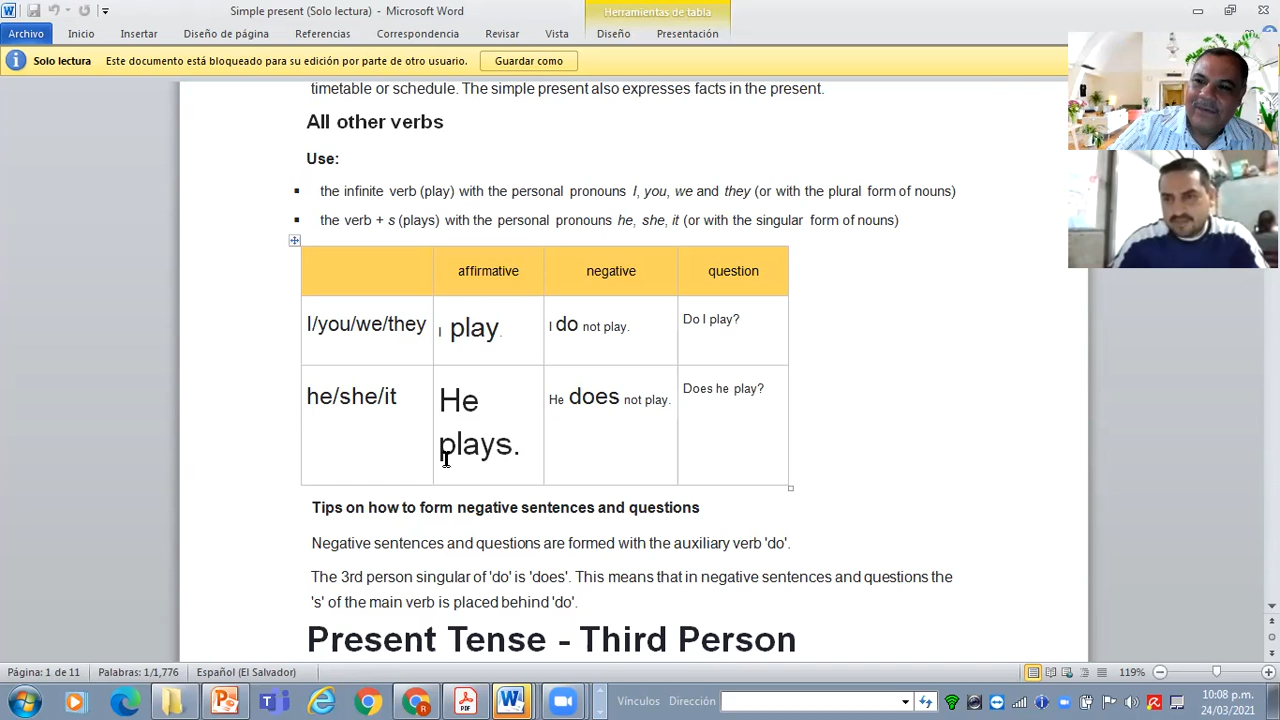 Simple present (Solo lectura) - Microsoft Word
Herramientas de tabla
Archivo Inicio Insertar Diseño de página Referencias Correspondencia Revisar Vista Diseño Presentación
Solo lectura Este documento está bloqueado para su edición por parte de otro usuario. Guardar como
timetable or schedule. The simple present also expresses facts in the present.
All other verbs
Use:
▪ the infinite verb (play) with the personal pronouns I, you, we and they (or with the plural form of nouns)
▪ the verb + s (plays) with the personal pronouns he, she, it (or with the singular form of nouns)
affirmative negative question
I/you/we/they I play. I do not play. Do I play?
he/she/it He plays. He does not play. Does he play?
Tips on how to form negative sentences and questions
Negative sentences and questions are formed with the auxiliary verb 'do'.
The 3rd person singular of 'do' is 'does'. This means that in negative sentences and questions the
's' of the main verb is placed behind 'do'.
Present Tense - Third Person
Página: 1 de 11 Palabras: 1/1,776 Español (El Salvador) 119%
Vínculos Dirección 10:08 p.m.
24/03/2021